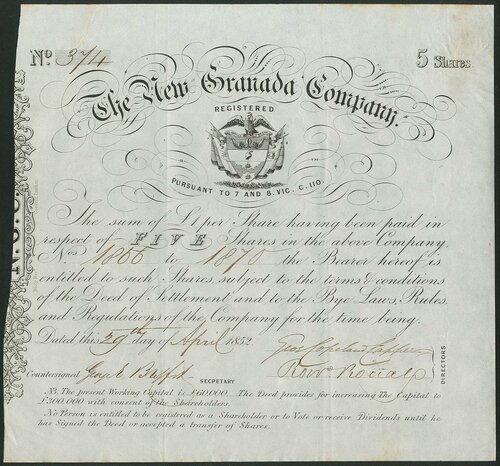 No. 374
5 Shares
The New Granada Company.
REGISTERED
PURSUANT TO 7 AND 8. VIC. C. 110.
The sum of £1 per Share having been paid in
respect of FIVE Shares in the above Company,
Nos. 1866 to 1870 the Bearer hereof is
entitled to such Shares, subject to the terms & conditions
of the Deed of Settlement and to the Bye Laws, Rules,
and Regulations of the Company for the time being.
Dated this 29th day of April 1852.
Countersigned
SECRETARY
DIRECTORS
NB. The present Working Capital is £60,000. The Deed provides for increasing The Capital to
£300,000 with consent of the Shareholders.
No Person is entitled to be registered as a Shareholder or to Vote or receive Dividends until he
has Signed the Deed or accepted a transfer of Shares.
N.G.C.